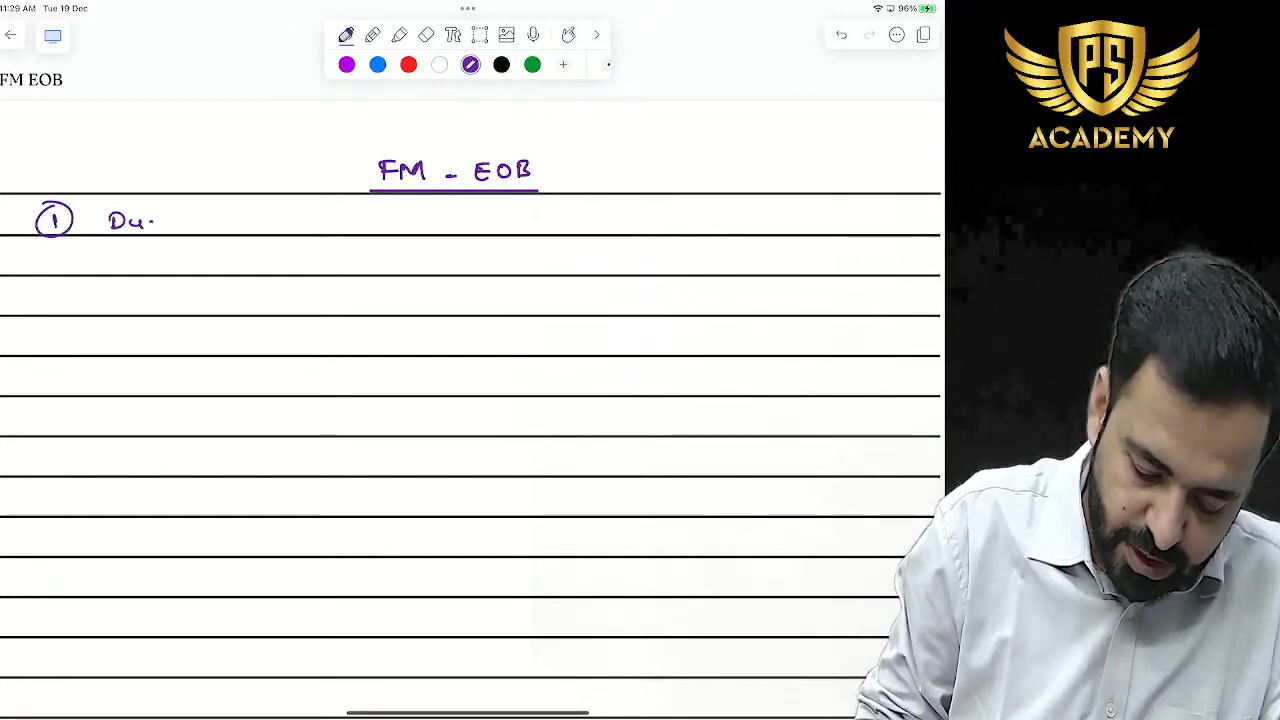 11:29 AM Tue 19 Dec
96%
FM EOB
FM - EOB
① Du.
PS
ACADEMY